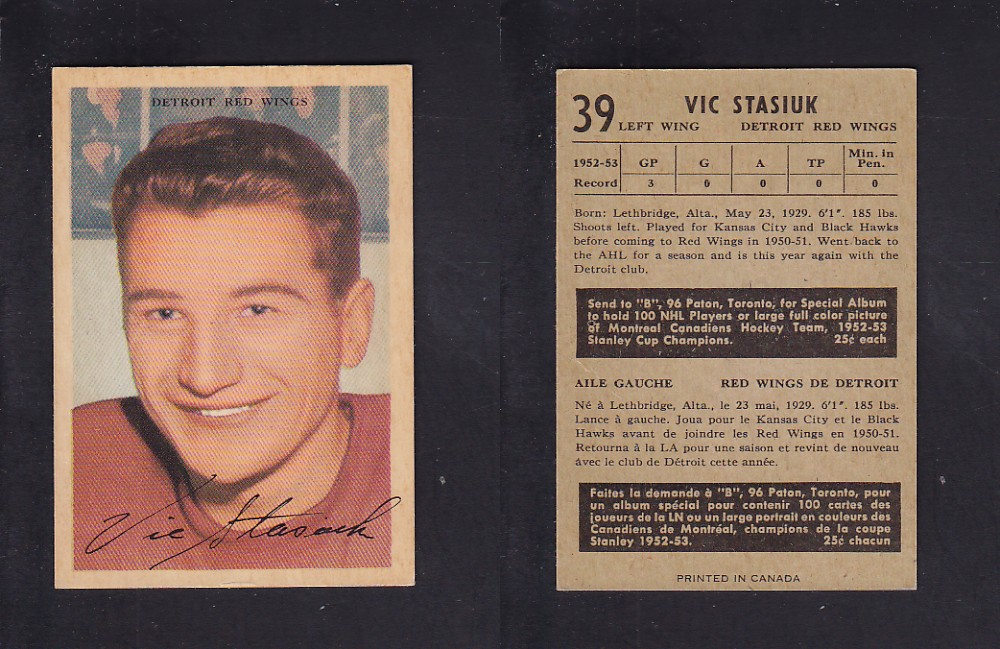 DETROIT RED WINGS
Vic Stasiuk
39 VIC STASIUK
LEFT WING DETROIT RED WINGS
1952-53 GP G A TP Min. in Pen.
Record 3 0 0 0 0
Born: Lethbridge, Alta., May 23, 1929. 6'1". 185 lbs.
Shoots left. Played for Kansas City and Black Hawks
before coming to Red Wings in 1950-51. Went back to
the AHL for a season and is this year again with the
Detroit club.
Send to "B", 96 Paton, Toronto, for Special Album
to hold 100 NHL Players or large full color picture
of Montreal Canadiens Hockey Team, 1952-53
Stanley Cup Champions. 25¢ each
AILE GAUCHE RED WINGS DE DETROIT
Né à Lethbridge, Alta., le 23 mai, 1929. 6'1". 185 lbs.
Lance à gauche. Joua pour le Kansas City et le Black
Hawks avant de joindre les Red Wings en 1950-51.
Retourna à la LA pour une saison et revint de nouveau
avec le club de Détroit cette année.
Faites la demande à "B", 96 Paton, Toronto, pour
un album spécial pour contenir 100 cartes des
joueurs de la LN ou un large portrait en couleurs des
Canadiens de Montréal, champions de la coupe
Stanley 1952-53. 25¢ chacun
PRINTED IN CANADA